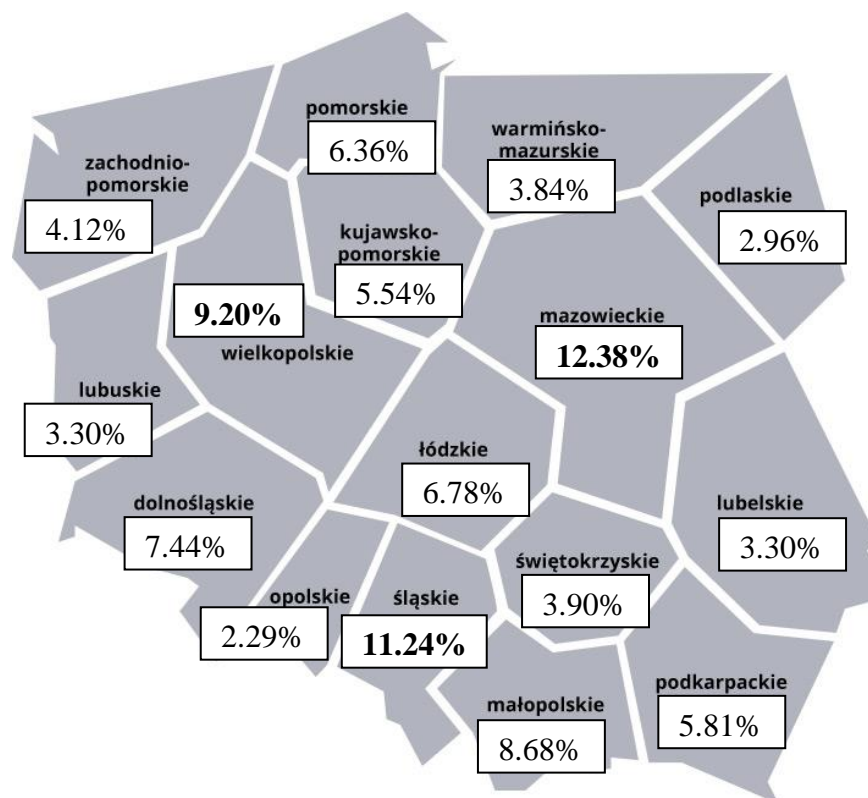 pomorskie
6.36%
warmińsko-
mazurskie
3.84%
zachodnio-
pomorskie
4.12%
podlaskie
2.96%
kujawsko-
pomorskie
5.54%
9.20%
wielkopolskie
mazowieckie
12.38%
lubuskie
3.30%
łódzkie
6.78%
dolnośląskie
7.44%
lubelskie
3.30%
świętokrzyskie
3.90%
opolskie
2.29%
śląskie
11.24%
małopolskie
8.68%
podkarpackie
5.81%